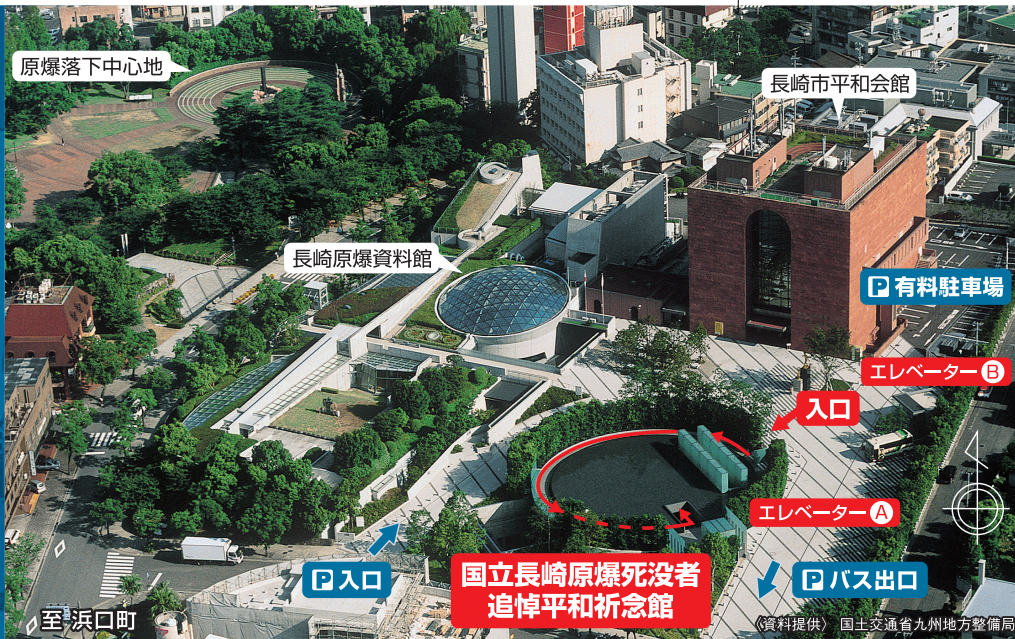 原爆落下中心地
長崎市平和会館
長崎原爆資料館
P 有料駐車場
エレベーター B
入口
エレベーター A
P 入口
国立長崎原爆死没者
追悼平和祈念館
P バス出口
至 浜口町
〈資料提供〉 国土交通省九州地方整備局